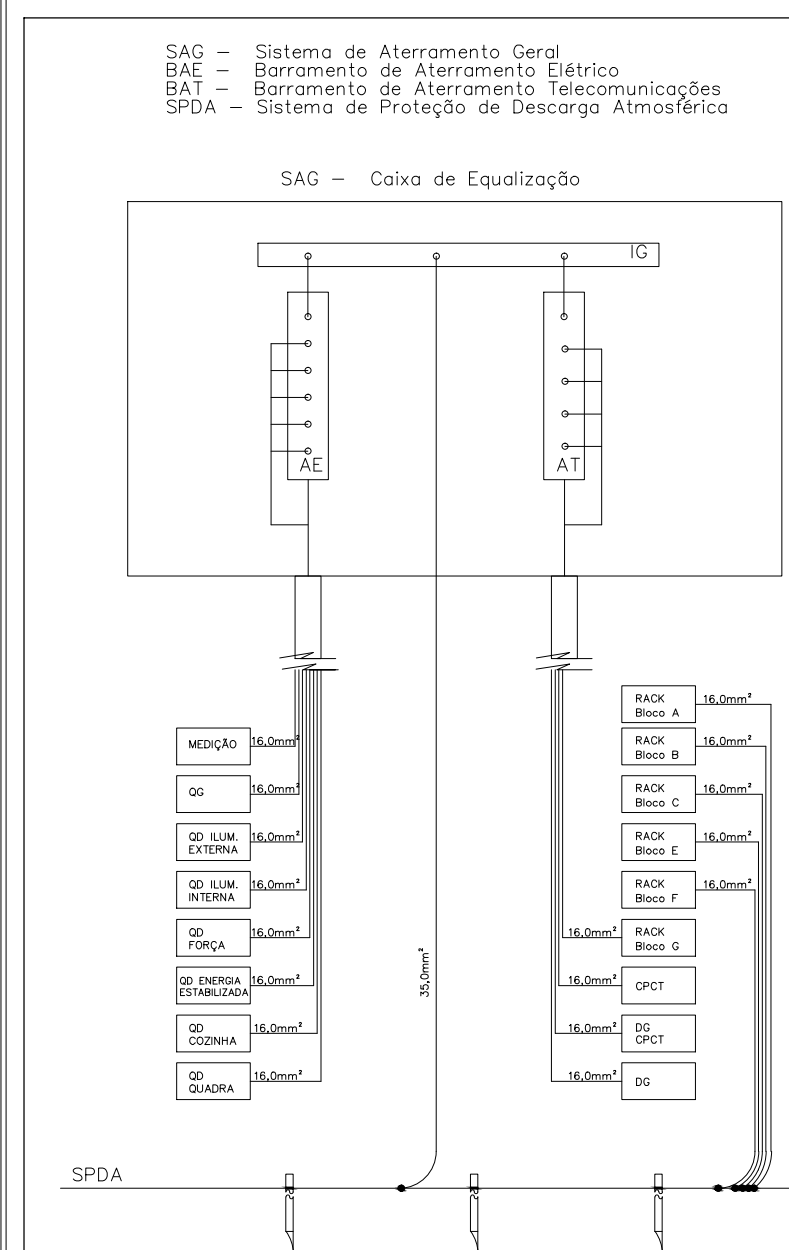 SAG – Sistema de Aterramento Geral
BAE – Barramento de Aterramento Elétrico
BAT – Barramento de Aterramento Telecomunicações
SPDA – Sistema de Proteção de Descarga Atmosférica
SAG – Caixa de Equalização
IG
AE
AT
MEDIÇÃO
16,0mm²
QG
16,0mm²
QD ILUM.
EXTERNA
16,0mm²
QD ILUM.
INTERNA
16,0mm²
QD
FORÇA
16,0mm²
QD ENERGIA
ESTABILIZADA
16,0mm²
QD
COZINHA
16,0mm²
QD
QUADRA
16,0mm²
35,0mm²
RACK
Bloco A
16,0mm²
RACK
Bloco B
16,0mm²
RACK
Bloco C
16,0mm²
RACK
Bloco E
16,0mm²
RACK
Bloco F
16,0mm²
16,0mm²
RACK
Bloco G
16,0mm²
CPCT
16,0mm²
DG
CPCT
16,0mm²
DG
SPDA